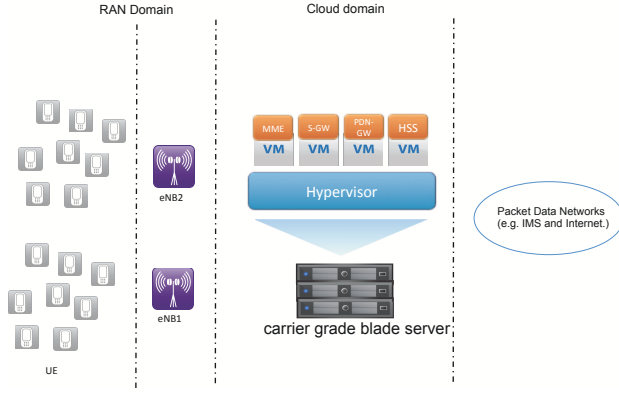 RAN Domain
Cloud domain
MME
S-GW
PDN-
GW
HSS
VM
VM
VM
VM
Hypervisor
eNB2
Packet Data Networks
(e.g. IMS and Internet.)
eNB1
carrier grade blade server
UE